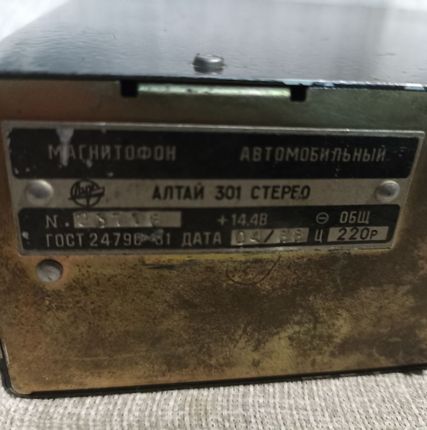 МАГНИТОФОН АВТОМОБИЛЬНЫЙ
АЛТАЙ 301 СТЕРЕО
N. +14.4В ⊖ ОБЩ
ГОСТ 24796-81 ДАТА Ц 220р